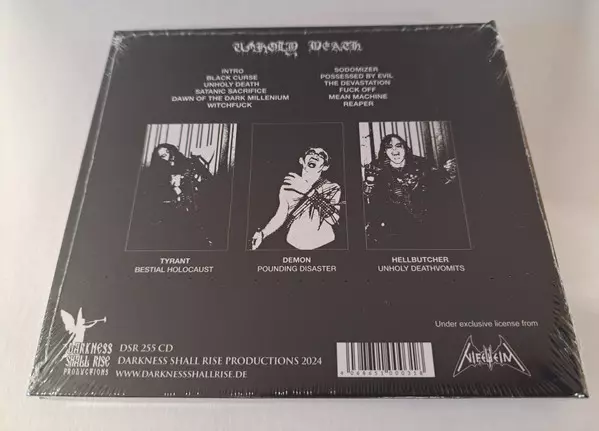 UNHOLY DEATH
INTRO
BLACK CURSE
UNHOLY DEATH
SATANIC SACRIFICE
DAWN OF THE DARK MILLENIUM
WITCHFUCK
SODOMIZER
POSSESSED BY EVIL
THE DEVASTATION
FUCK OFF
MEAN MACHINE
REAPER
TYRANT
BESTIAL HOLOCAUST
DEMON
POUNDING DISASTER
HELLBUTCHER
UNHOLY DEATHVOMITS
DARKNESS
SHALL RISE
PRODUCTIONS
DSR 255 CD
DARKNESS SHALL RISE PRODUCTIONS 2024
WWW.DARKNESSSHALLRISE.DE
Under exclusive license from
NIFELHEIM